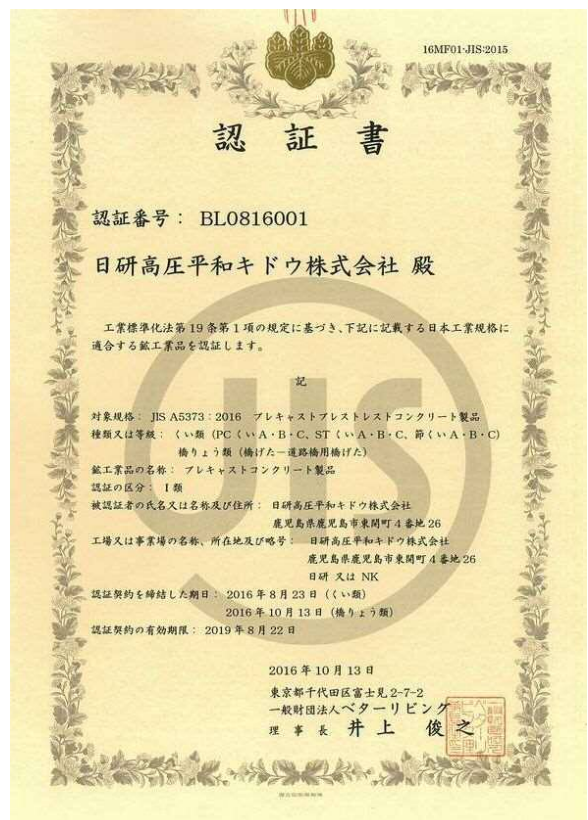 16MF01-JIS:2015
認証書
認証番号： BL0816001
日研高圧平和キドウ株式会社 殿
工業標準化法第19条第1項の規定に基づき、下記に記載する日本工業規格に
適合する鉱工業品を認証します。
記
対象規格： JIS A5373：2016 プレキャストプレストレストコンクリート製品
種類又は等級： くい類（PCくいA・B・C、STくいA・B・C、節くいA・B・C）
橋りょう類（橋げた－道路橋用橋げた）
鉱工業品の名称： プレキャストコンクリート製品
認証の区分： Ⅰ類
被認証者の氏名又は名称及び住所： 日研高圧平和キドウ株式会社
鹿児島県鹿児島市東開町4番地26
工場又は事業場の名称、所在地及び略号： 日研高圧平和キドウ株式会社
鹿児島県鹿児島市東開町4番地26
日研 又は NK
認証契約を締結した期日： 2016年8月23日（くい類）
2016年10月13日（橋りょう類）
認証契約の有効期限： 2019年8月22日
2016年10月13日
東京都千代田区富士見2-7-2
一般財団法人ベターリビング
理事長 井上 俊之
JIS